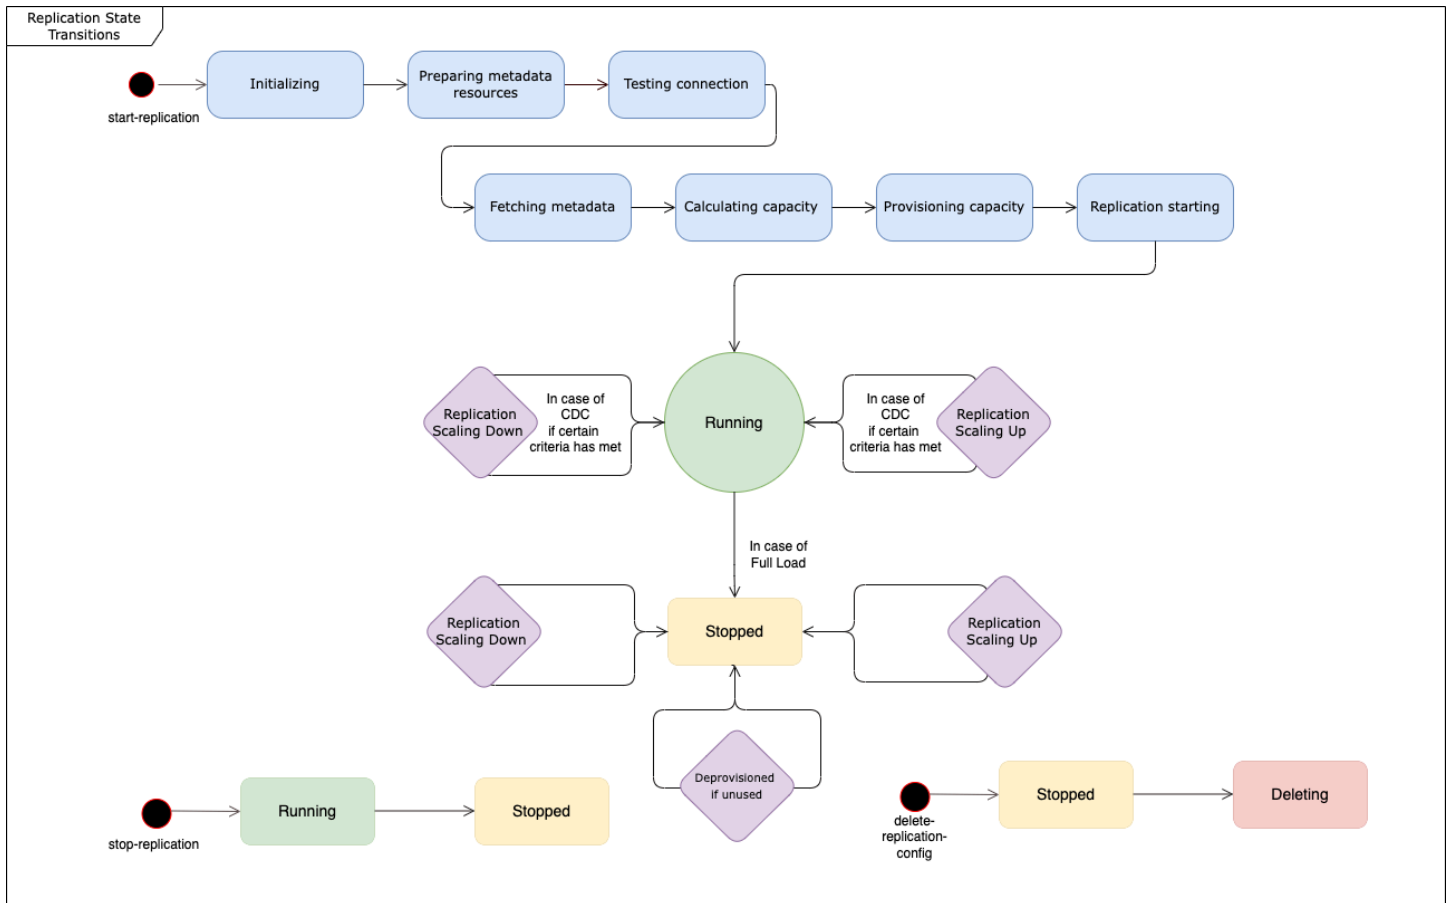 Replication State
Transitions
Initializing
Preparing metadata
resources
Testing connection
start-replication
Fetching metadata
Calculating capacity
Provisioning capacity
Replication starting
Replication
Scaling Down
In case of
CDC
if certain
criteria has met
Running
In case of
CDC
if certain
criteria has met
Replication
Scaling Up
In case of
Full Load
Replication
Scaling Down
Stopped
Replication
Scaling Up
Deprovisioned
if unused
Running
Stopped
stop-replication
Stopped
Deleting
delete-
replication-
config